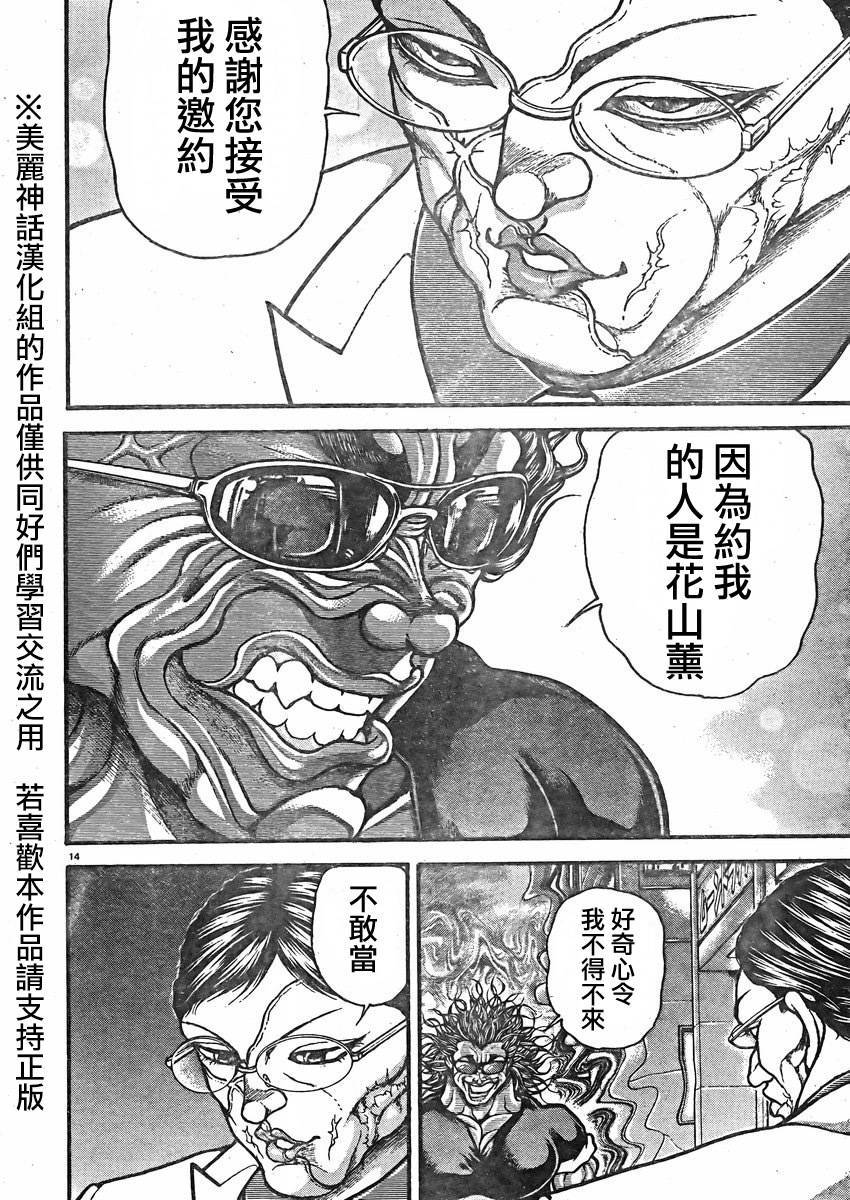 感謝您接受
我的邀約
因為約我
的人是花山薰
14
好奇心令
我不得不來
不敢當
※美麗神話漢化組的作品僅供同好們學習交流之用 若喜歡本作品請支持正版